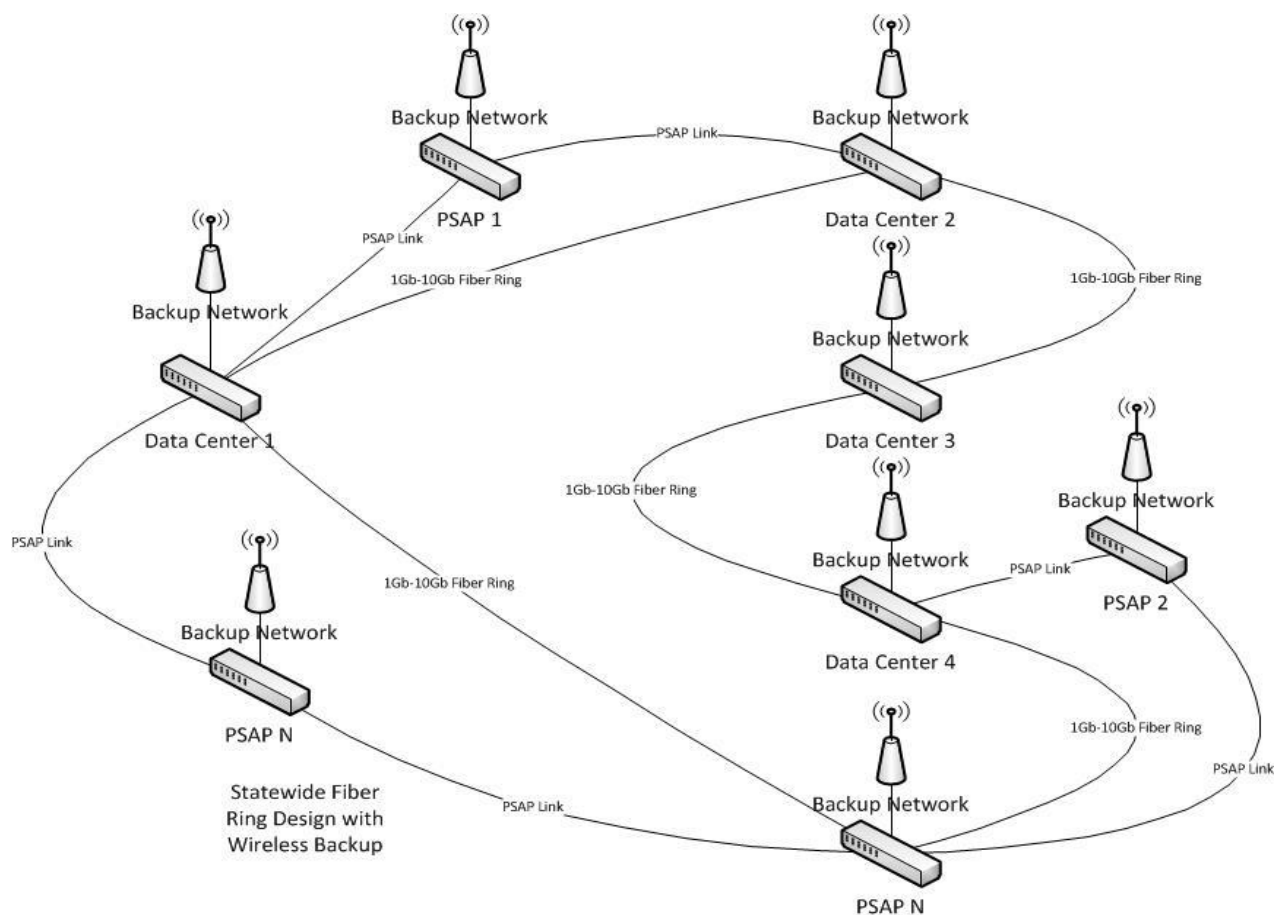 Backup Network
PSAP 1
Backup Network
Data Center 2
PSAP Link
PSAP Link
1Gb-10Gb Fiber Ring
1Gb-10Gb Fiber Ring
Backup Network
Data Center 1
Backup Network
Data Center 3
1Gb-10Gb Fiber Ring
Backup Network
PSAP 2
Backup Network
Data Center 4
PSAP Link
PSAP Link
1Gb-10Gb Fiber Ring
Backup Network
PSAP N
1Gb-10Gb Fiber Ring
PSAP Link
PSAP Link
Backup Network
PSAP N
Statewide Fiber
Ring Design with
Wireless Backup